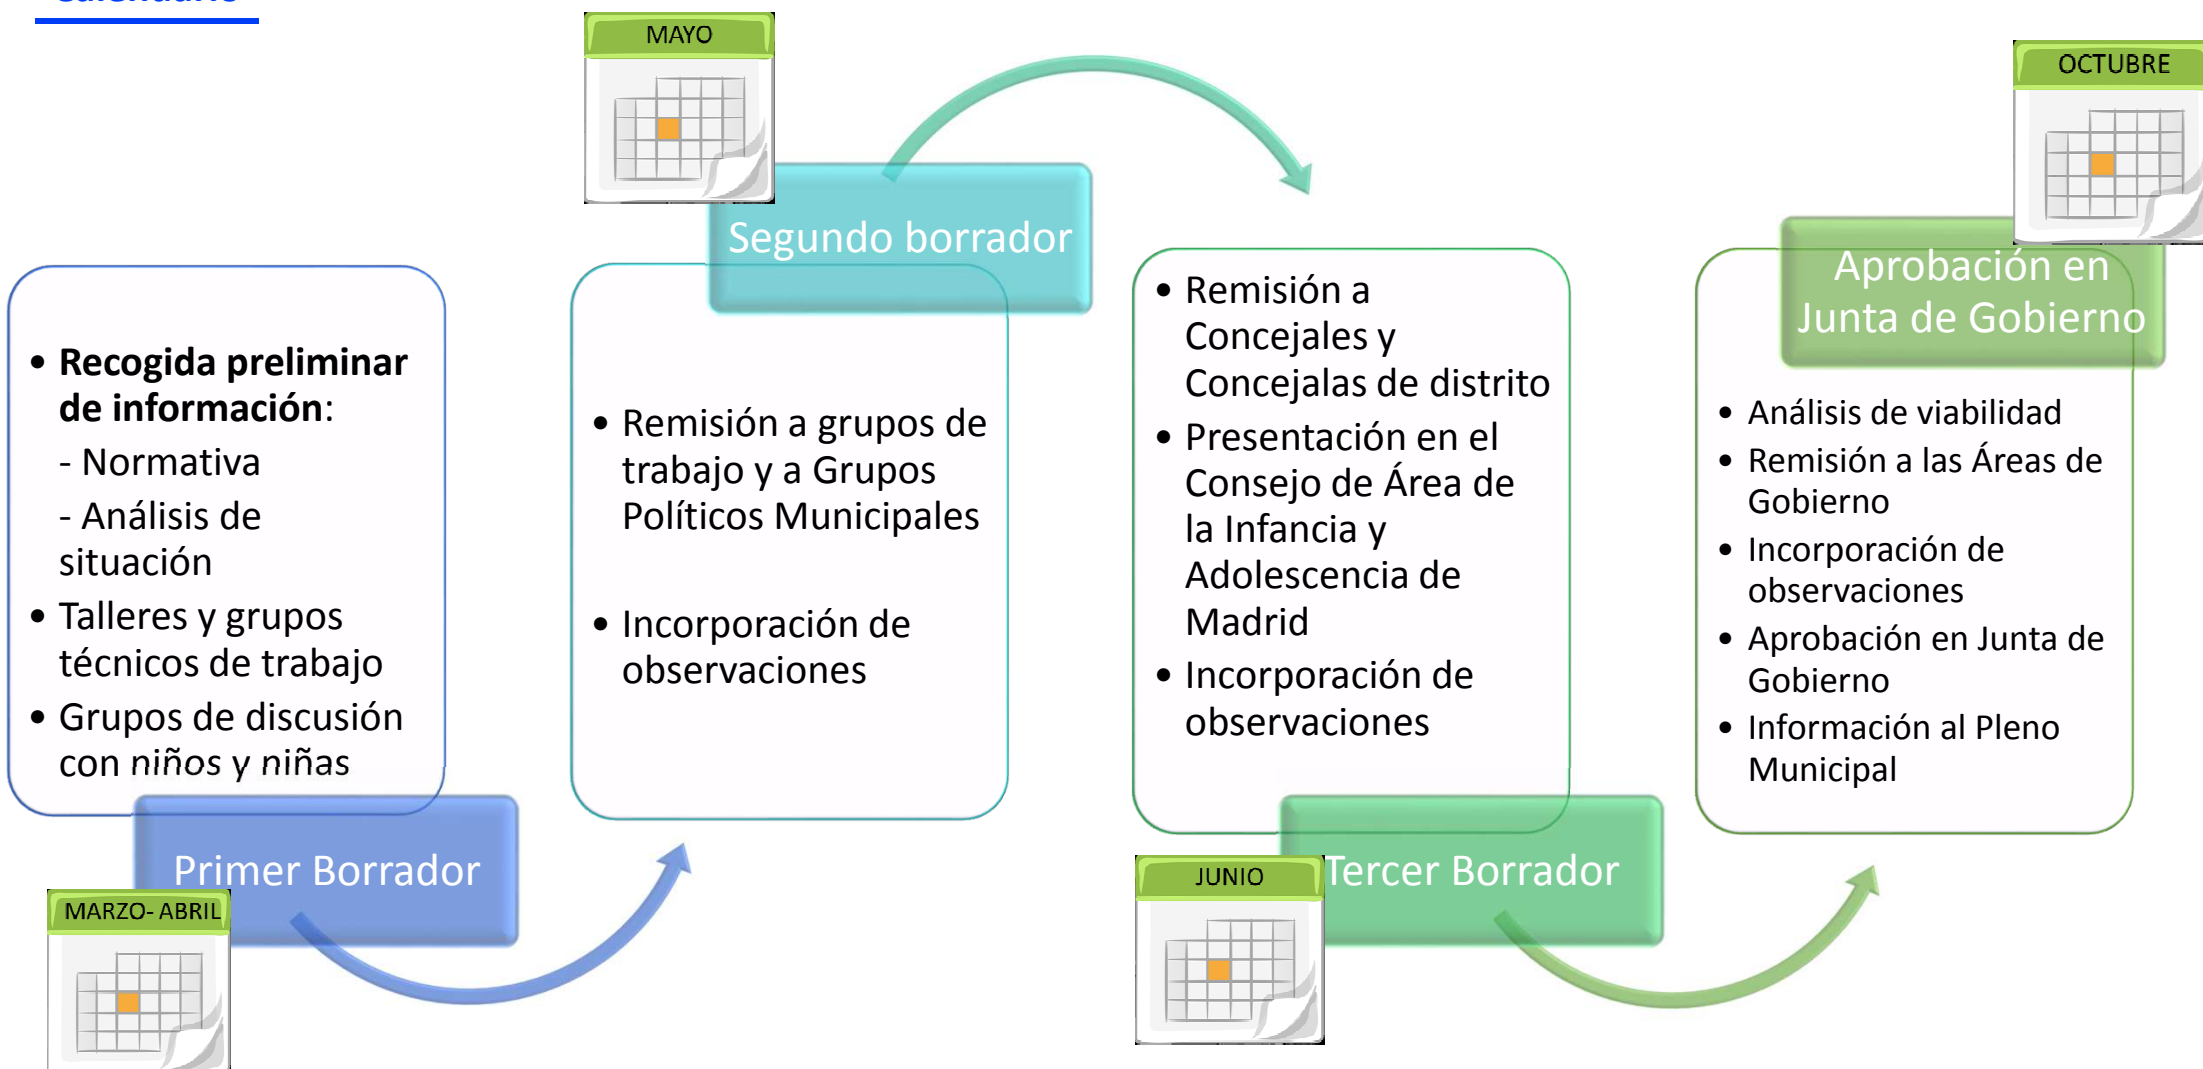 Calendario
MARZO- ABRIL
Primer Borrador
• Recogida preliminar
de información:
- Normativa
- Análisis de
situación
• Talleres y grupos
técnicos de trabajo
• Grupos de discusión
con niños y niñas
MAYO
Segundo borrador
• Remisión a grupos de
trabajo y a Grupos
Políticos Municipales
• Incorporación de
observaciones
JUNIO
Tercer Borrador
• Remisión a
Concejales y
Concejalas de distrito
• Presentación en el
Consejo de Área de
la Infancia y
Adolescencia de
Madrid
• Incorporación de
observaciones
OCTUBRE
Aprobación en
Junta de Gobierno
• Análisis de viabilidad
• Remisión a las Áreas de
Gobierno
• Incorporación de
observaciones
• Aprobación en Junta de
Gobierno
• Información al Pleno
Municipal